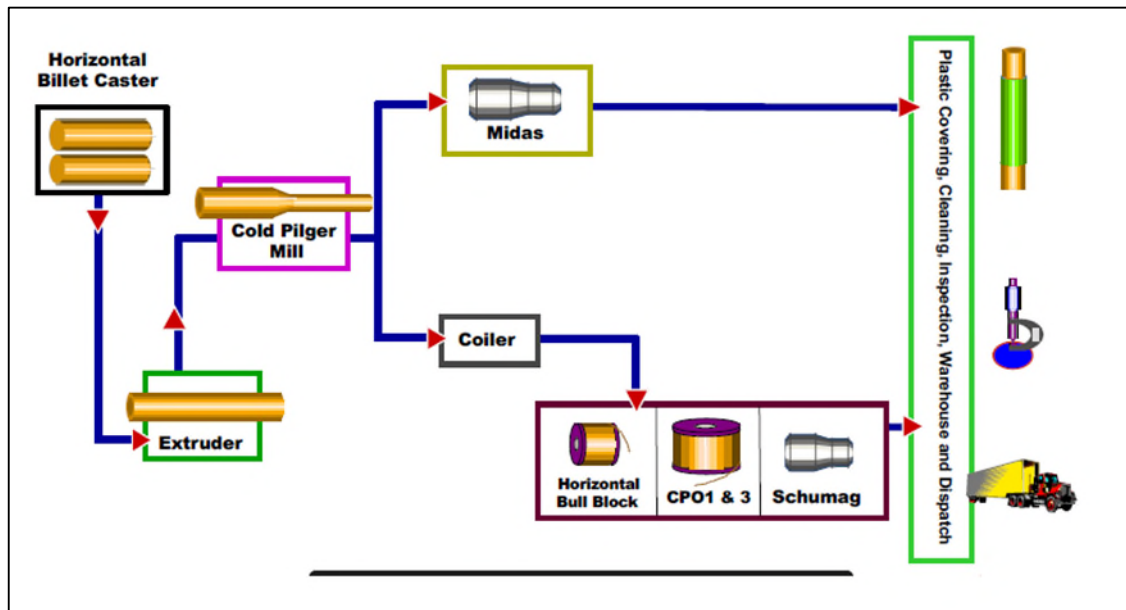 Horizontal
Billet Caster
Midas
Cold Pilger
Mill
Coiler
Extruder
Horizontal
Bull Block
CPO1 & 3
Schumag
Plastic Covering, Cleaning, Inspection, Warehouse and Dispatch